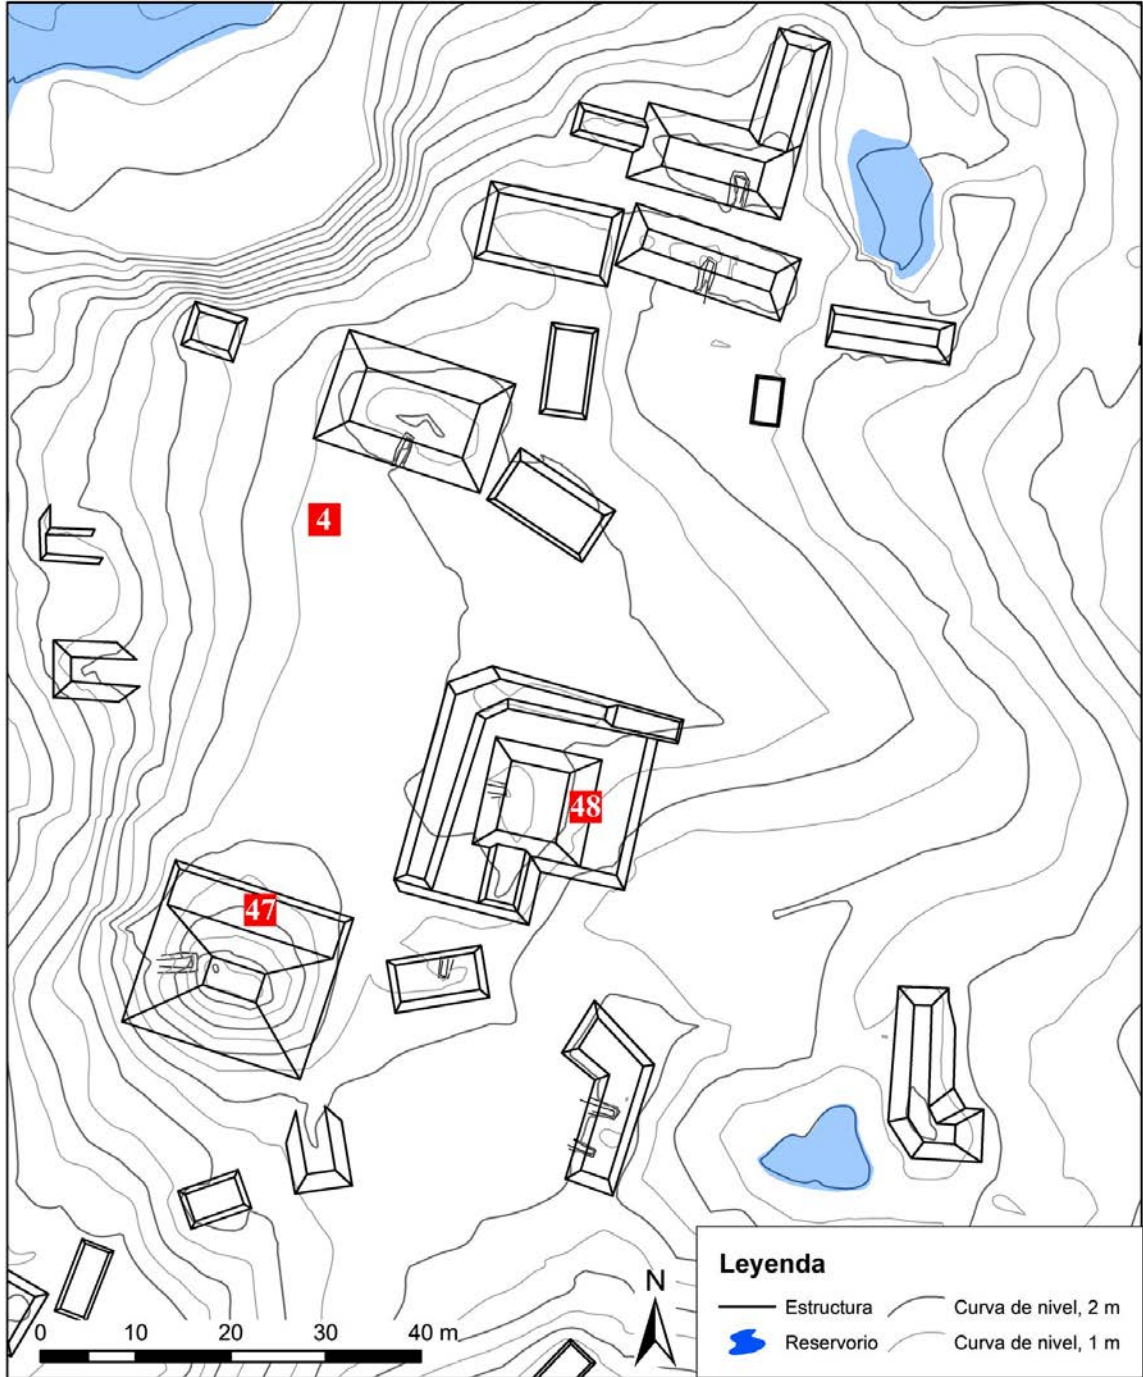 4
48
47
N
0 10 20 30 40 m
Leyenda
Estructura Curva de nivel, 2 m
Reservorio Curva de nivel, 1 m